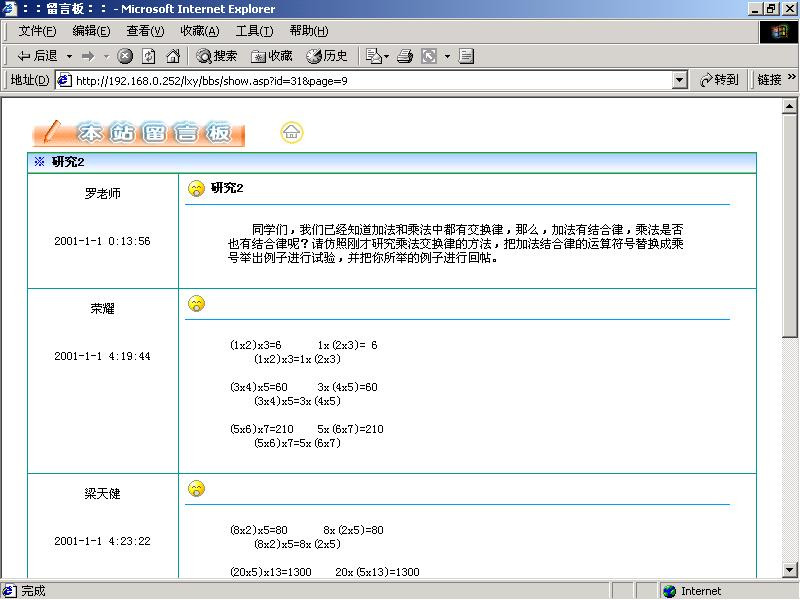 ：：留言板：： - Microsoft Internet Explorer
文件(F) 编辑(E) 查看(V) 收藏(A) 工具(T) 帮助(H)
后退 搜索 收藏 历史
地址(D) http://192.168.0.252/lxy/bbs/show.asp?id=31&page=9 转到 链接 »
本站留言板
※ 研究2
罗老师
2001-1-1 0:13:56
研究2
同学们，我们已经知道加法和乘法中都有交换律，那么，加法有结合律，乘法是否
也有结合律呢？请仿照刚才研究乘法交换律的方法，把加法结合律的运算符号替换成乘
号举出例子进行试验，并把你所举的例子进行回帖。
荣耀
2001-1-1 4:19:44
(1x2)x3=6 1x(2x3)= 6
(1x2)x3=1x(2x3)
(3x4)x5=60 3x(4x5)=60
(3x4)x5=3x(4x5)
(5x6)x7=210 5x(6x7)=210
(5x6)x7=5x(6x7)
梁天健
2001-1-1 4:23:22
(8x2)x5=80 8x(2x5)=80
(8x2)x5=8x(2x5)
(20x5)x13=1300 20x(5x13)=1300
完成 Internet